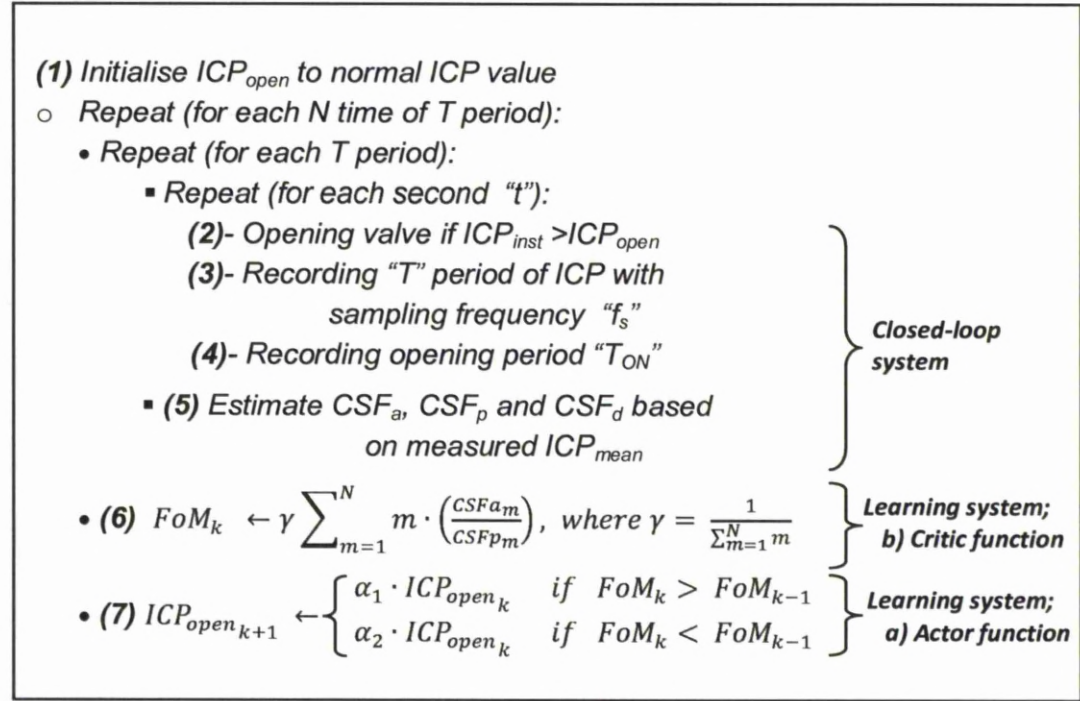 (1) Initialise ICP_open to normal ICP value
o Repeat (for each N time of T period):
• Repeat (for each T period):
▪ Repeat (for each second “t”):
(2)- Opening valve if ICP_inst >ICP_open
(3)- Recording “T” period of ICP with
sampling frequency “f_s”
(4)- Recording opening period “T_ON”
Closed-loop
system
▪ (5) Estimate CSF_a, CSF_p and CSF_d based
on measured ICP_mean
• (6) FoM_k ← γ ∑_{m=1}^{N} m · (CSFa_m / CSFp_m), where γ = 1 / ∑_{m=1}^{N} m
Learning system;
b) Critic function
• (7) ICP_open_{k+1} ← { α_1 · ICP_open_k if FoM_k > FoM_{k−1}
α_2 · ICP_open_k if FoM_k < FoM_{k−1}
Learning system;
a) Actor function